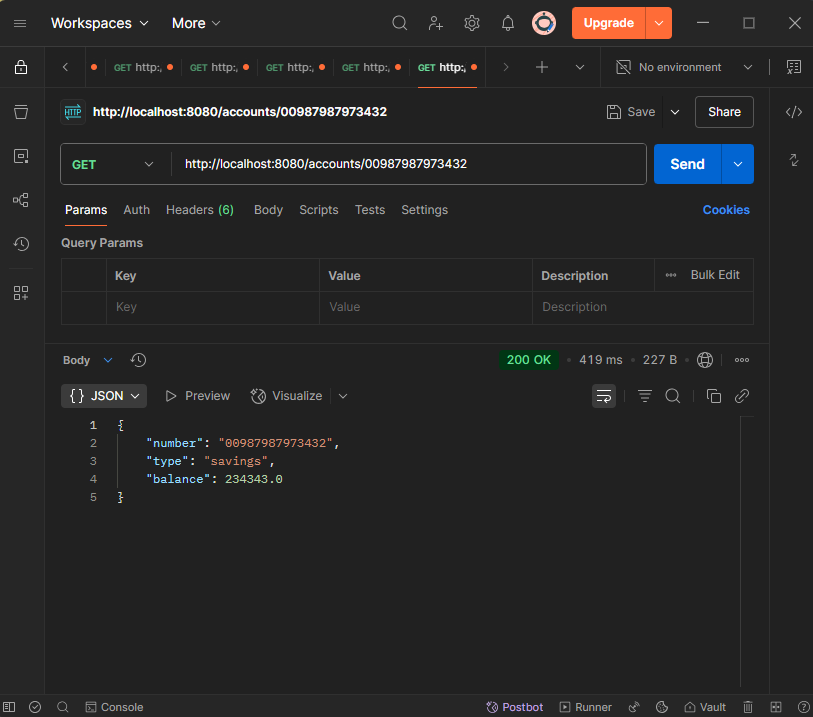 Workspaces More Upgrade
GET http:, GET http:, GET http:, GET http:, GET http: No environment
HTTP http://localhost:8080/accounts/00987987973432 Save Share
GET http://localhost:8080/accounts/00987987973432 Send
Params Auth Headers (6) Body Scripts Tests Settings Cookies
Query Params
Key Value Description Bulk Edit
Key Value Description
Body 200 OK 419 ms 227 B
{} JSON Preview Visualize
1 {
2 "number": "00987987973432",
3 "type": "savings",
4 "balance": 234343.0
5 }
Console Postbot Runner Vault